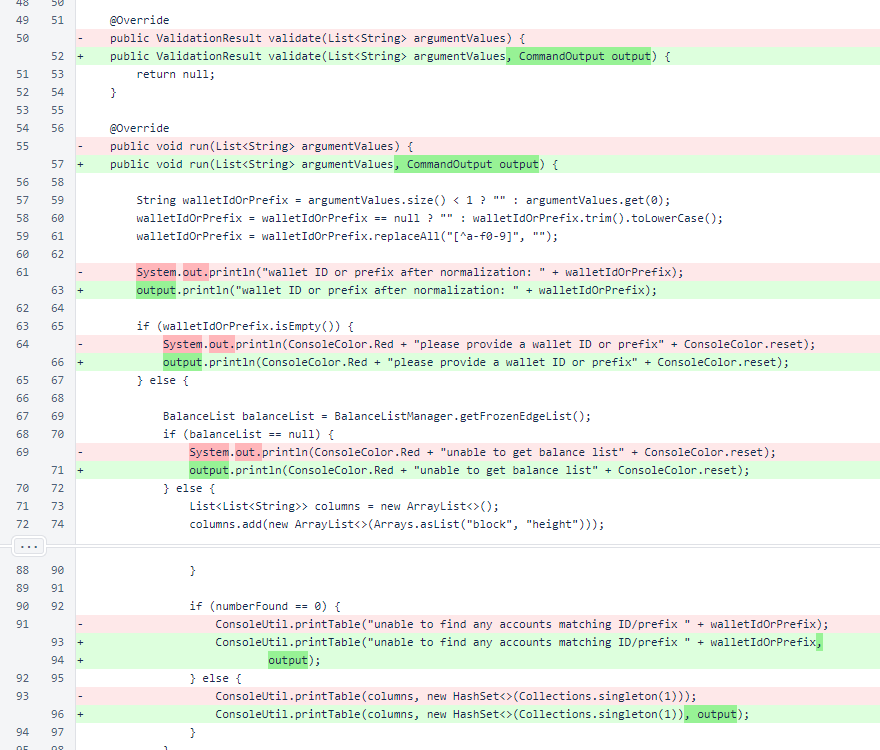 48 50
49 51 @Override
50 - public ValidationResult validate(List<String> argumentValues) {
52 + public ValidationResult validate(List<String> argumentValues, CommandOutput output) {
51 53 return null;
52 54 }
53 55
54 56 @Override
55 - public void run(List<String> argumentValues) {
57 + public void run(List<String> argumentValues, CommandOutput output) {
56 58
57 59 String walletIdOrPrefix = argumentValues.size() < 1 ? "" : argumentValues.get(0);
58 60 walletIdOrPrefix = walletIdOrPrefix == null ? "" : walletIdOrPrefix.trim().toLowerCase();
59 61 walletIdOrPrefix = walletIdOrPrefix.replaceAll("[^a-f0-9]", "");
60 62
61 - System.out.println("wallet ID or prefix after normalization: " + walletIdOrPrefix);
63 + output.println("wallet ID or prefix after normalization: " + walletIdOrPrefix);
62 64
63 65 if (walletIdOrPrefix.isEmpty()) {
64 - System.out.println(ConsoleColor.Red + "please provide a wallet ID or prefix" + ConsoleColor.reset);
66 + output.println(ConsoleColor.Red + "please provide a wallet ID or prefix" + ConsoleColor.reset);
65 67 } else {
66 68
67 69 BalanceList balanceList = BalanceListManager.getFrozenEdgeList();
68 70 if (balanceList == null) {
69 - System.out.println(ConsoleColor.Red + "unable to get balance list" + ConsoleColor.reset);
71 + output.println(ConsoleColor.Red + "unable to get balance list" + ConsoleColor.reset);
70 72 } else {
71 73 List<List<String>> columns = new ArrayList<>();
72 74 columns.add(new ArrayList<>(Arrays.asList("block", "height")));
...
88 90 }
89 91
90 92 if (numberFound == 0) {
91 - ConsoleUtil.printTable("unable to find any accounts matching ID/prefix " + walletIdOrPrefix);
93 + ConsoleUtil.printTable("unable to find any accounts matching ID/prefix " + walletIdOrPrefix,
94 + output);
92 95 } else {
93 - ConsoleUtil.printTable(columns, new HashSet<>(Collections.singleton(1)));
96 + ConsoleUtil.printTable(columns, new HashSet<>(Collections.singleton(1)), output);
94 97 }
95 98 }